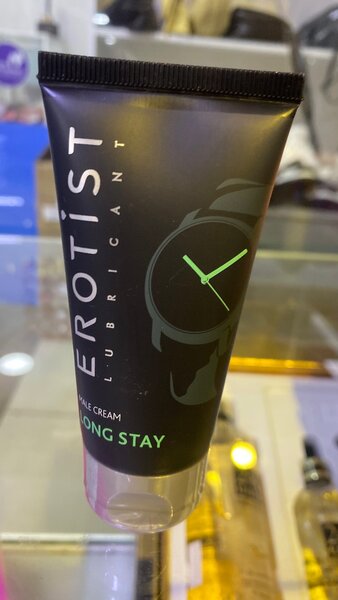 EROTiST
LUBRICANT
MALE CREAM
LONG STAY